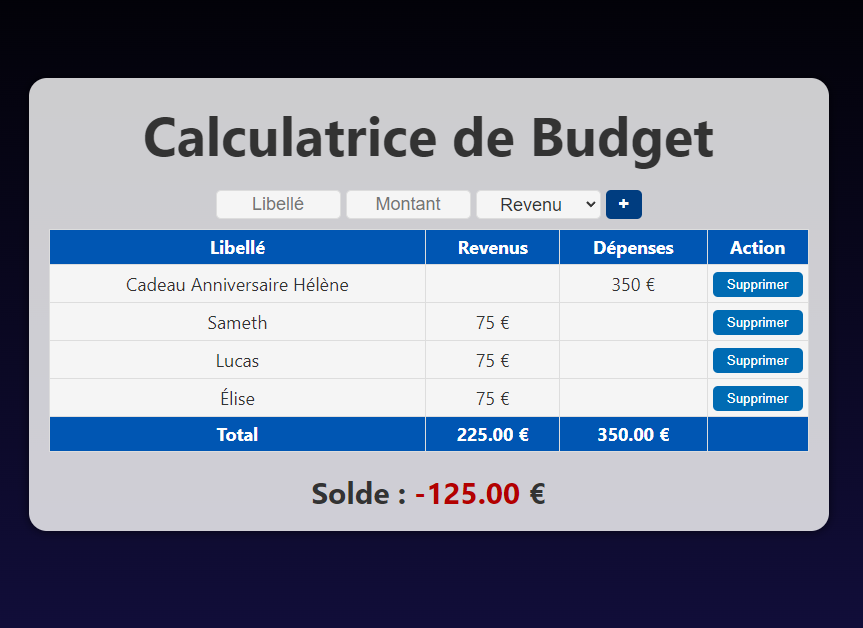 Calculatrice de Budget
Libellé Montant Revenu +
Libellé Revenus Dépenses Action
Cadeau Anniversaire Hélène 350 € Supprimer
Sameth 75 € Supprimer
Lucas 75 € Supprimer
Élise 75 € Supprimer
Total 225.00 € 350.00 €
Solde : -125.00 €